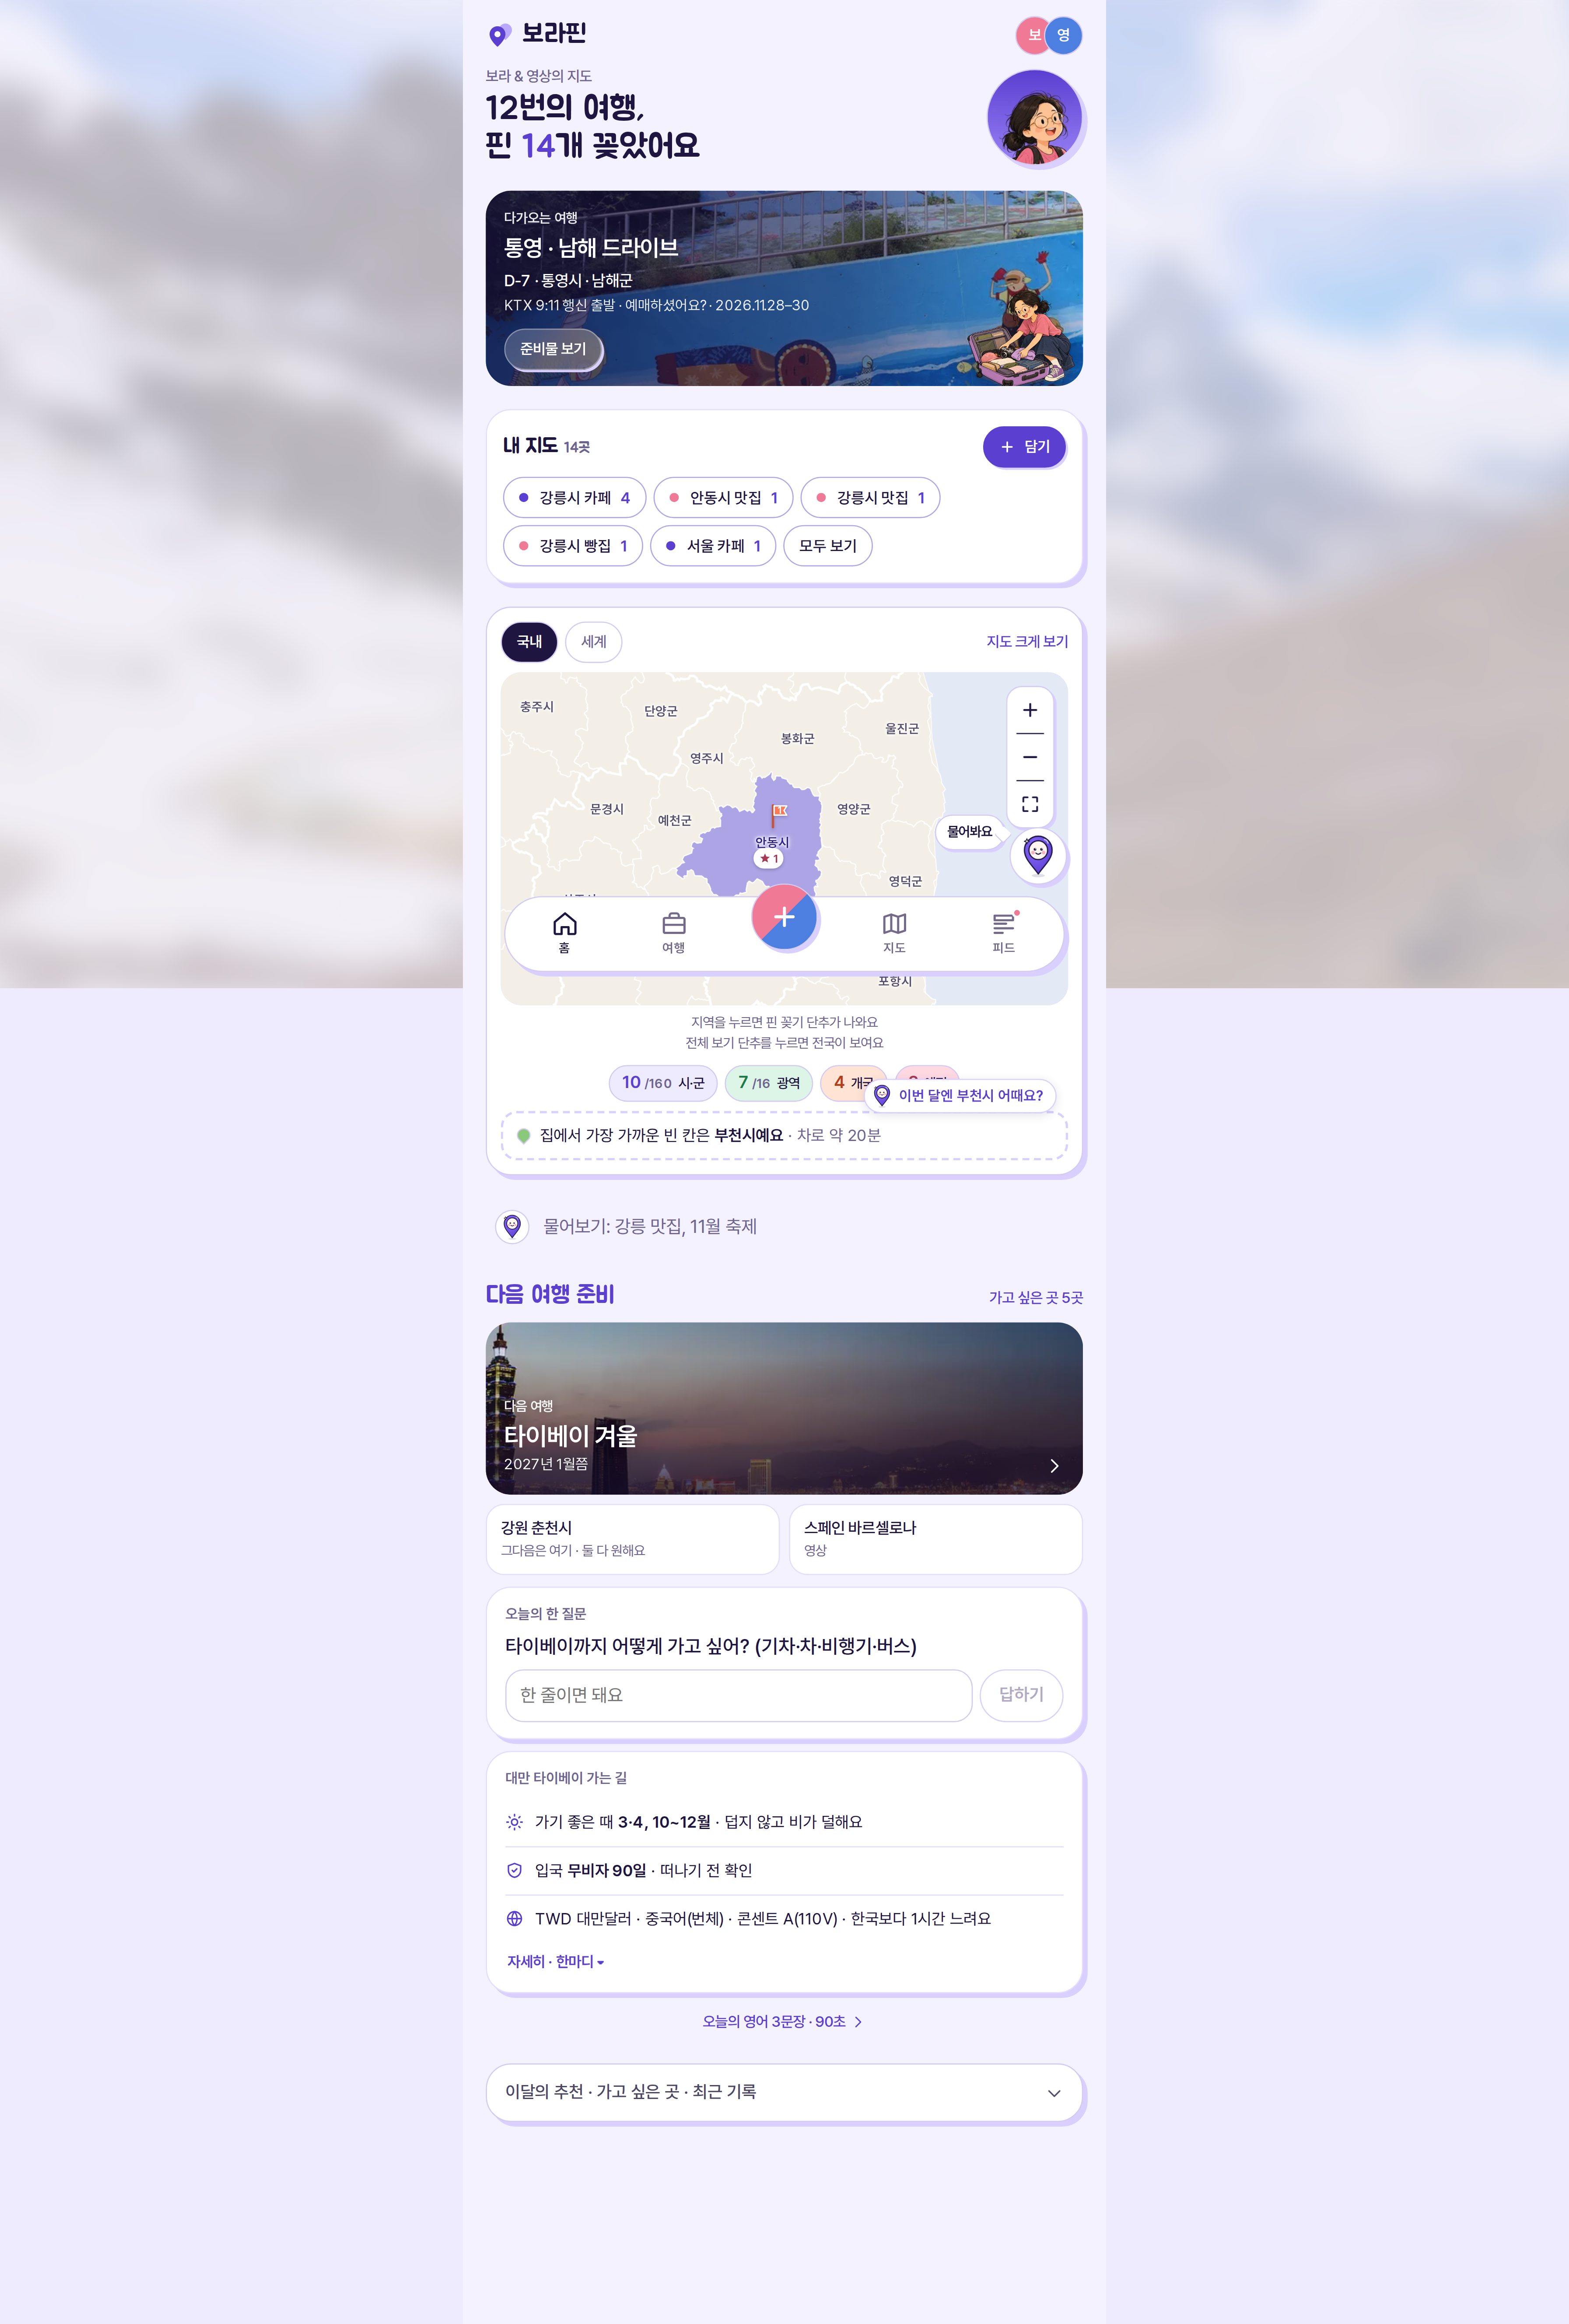 보라핀
보 영
보라 & 영상의 지도
12번의 여행,
핀 14개 꽂았어요
다가오는 여행
통영 · 남해 드라이브
D-7 · 통영시 · 남해군
KTX 9:11 행신 출발 · 예매하셨어요? · 2026.11.28–30
준비물 보기
내 지도 14곳
+ 담기
강릉시 카페 4
안동시 맛집 1
강릉시 맛집 1
강릉시 빵집 1
서울 카페 1
모두 보기
국내
세계
지도 크게 보기
충주시
단양군
울진군
봉화군
영주시
문경시
예천군
영양군
물어봐요
안동시
★ 1
영덕군
홈
여행
지도
피드
포항시
지역을 누르면 핀 꽂기 단추가 나와요
전체 보기 단추를 누르면 전국이 보여요
10 /160 시·군
7 /16 광역
4
이번 달엔 부천시 어때요?
집에서 가장 가까운 빈 칸은 부천시예요 · 차로 약 20분
물어보기: 강릉 맛집, 11월 축제
다음 여행 준비
가고 싶은 곳 5곳
다음 여행
타이베이 겨울
2027년 1월쯤
강원 춘천시
그다음은 여기 · 둘 다 원해요
스페인 바르셀로나
영상
오늘의 한 질문
타이베이까지 어떻게 가고 싶어? (기차·차·비행기·버스)
한 줄이면 돼요
답하기
대만 타이베이 가는 길
가기 좋은 때 3·4, 10~12월 · 덥지 않고 비가 덜해요
입국 무비자 90일 · 떠나기 전 확인
TWD 대만달러 · 중국어(번체) · 콘센트 A(110V) · 한국보다 1시간 느려요
자세히 · 한마디
오늘의 영어 3문장 · 90초
이달의 추천 · 가고 싶은 곳 · 최근 기록